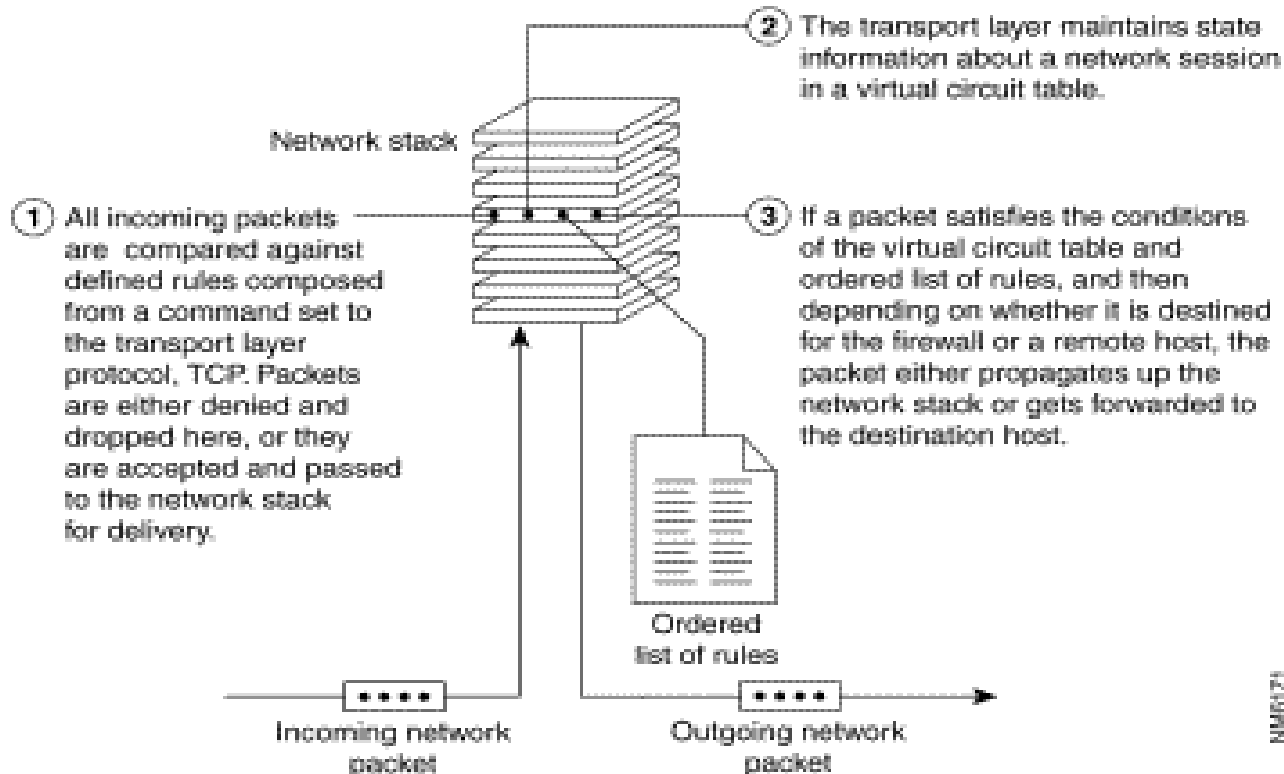 2 The transport layer maintains state
information about a network session
in a virtual circuit table.
Network stack
1 All incoming packets
are compared against
defined rules composed
from a command set to
the transport layer
protocol, TCP. Packets
are either denied and
dropped here, or they
are accepted and passed
to the network stack
for delivery.
3 If a packet satisfies the conditions
of the virtual circuit table and
ordered list of rules, and then
depending on whether it is destined
for the firewall or a remote host, the
packet either propagates up the
network stack or gets forwarded to
the destination host.
Ordered
list of rules
Incoming network
packet
Outgoing network
packet